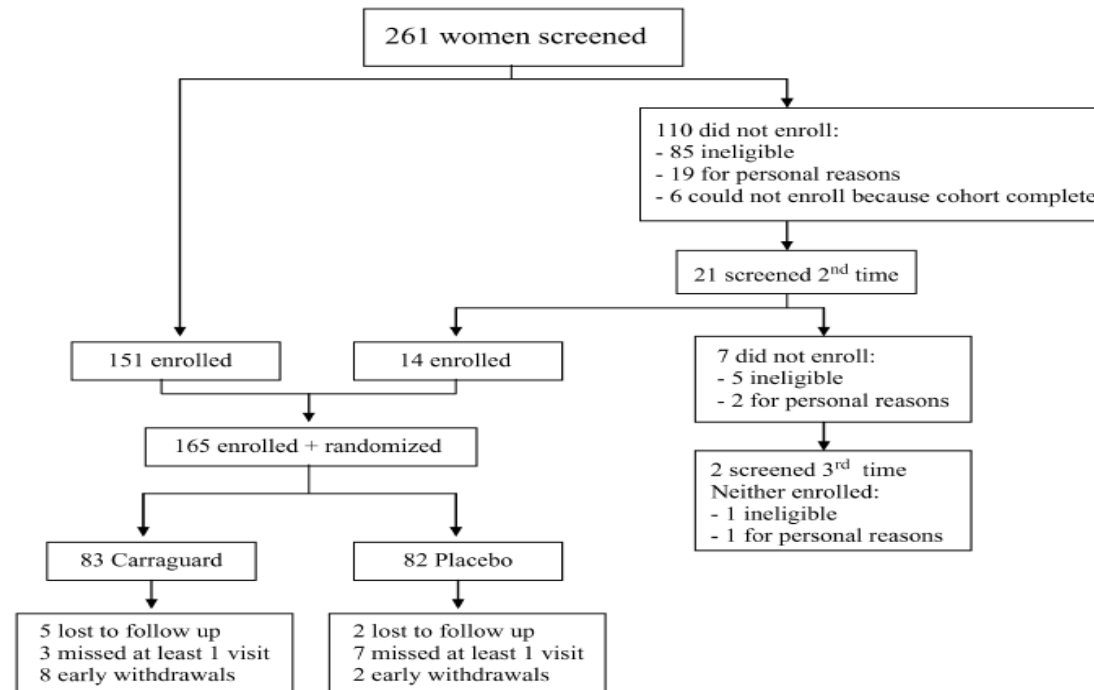 261 women screened
110 did not enroll:
- 85 ineligible
- 19 for personal reasons
- 6 could not enroll because cohort complete
21 screened 2nd time
151 enrolled
14 enrolled
7 did not enroll:
- 5 ineligible
- 2 for personal reasons
165 enrolled + randomized
2 screened 3rd time
Neither enrolled:
- 1 ineligible
- 1 for personal reasons
83 Carraguard
82 Placebo
5 lost to follow up
3 missed at least 1 visit
8 early withdrawals
2 lost to follow up
7 missed at least 1 visit
2 early withdrawals